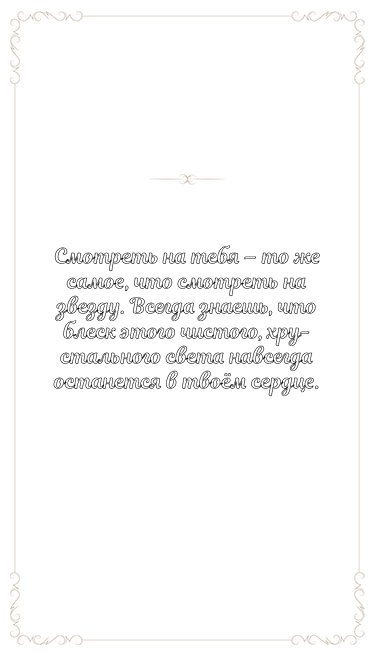 Смотреть на тебя – то же
самое, что смотреть на
звезду. Всегда знаешь, что
блеск этого чистого, хру–
стального света навсегда
останется в твоём сердце.